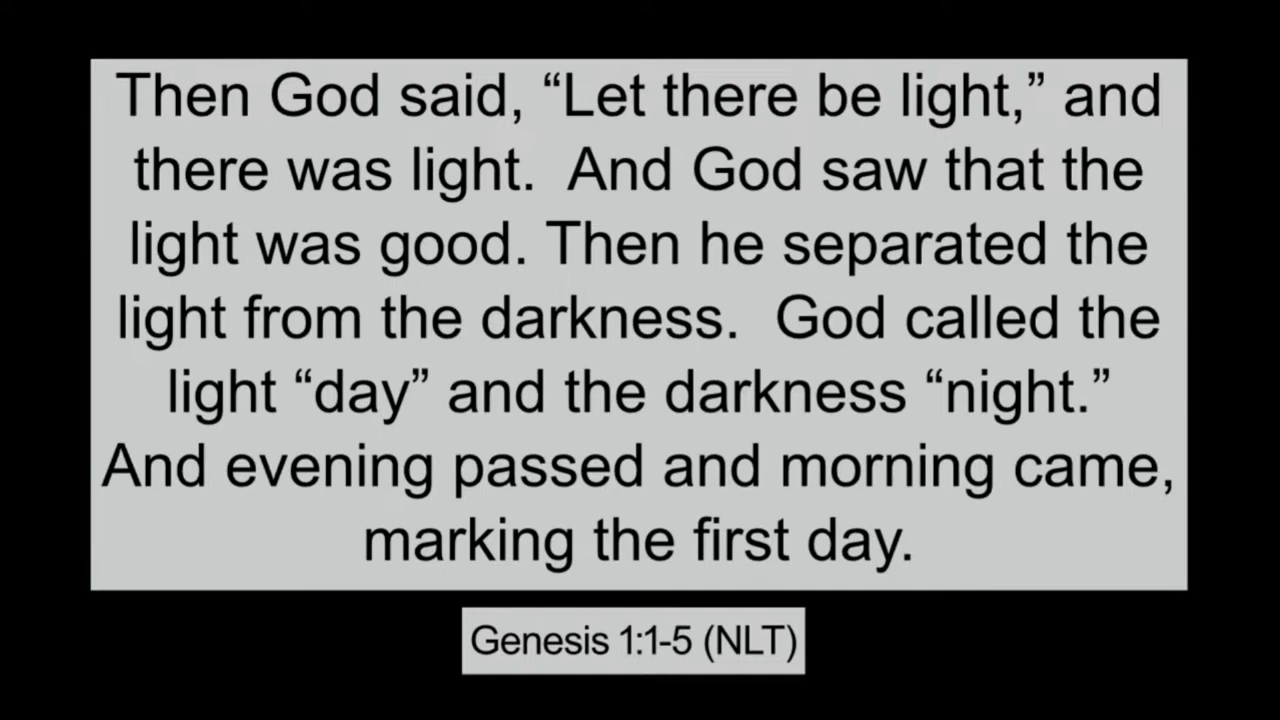 Then God said, “Let there be light,” and
there was light.  And God saw that the
light was good. Then he separated the
light from the darkness.  God called the
light “day” and the darkness “night.”
And evening passed and morning came,
marking the first day.
Genesis 1:1-5 (NLT)